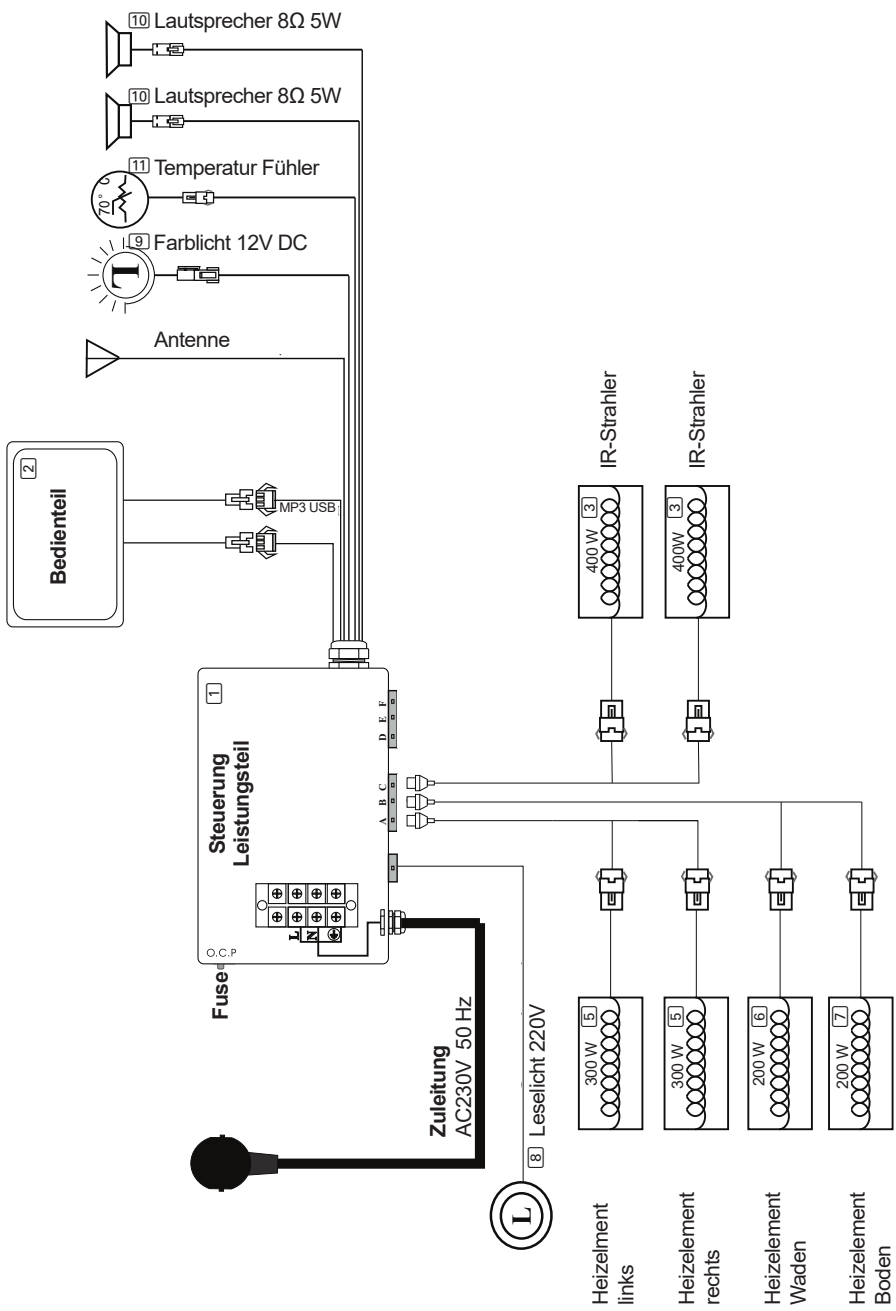 10 Lautsprecher 8Ω 5W
10 Lautsprecher 8Ω 5W
11 Temperatur Fühler
70° C
9 Farblicht 12V DC
L
Antenne
2
Bedienteil
MP3 USB
1
Steuerung
Leistungsteil
D E F
A B C
L
N
O.C.P
Fuse
Zuleitung
AC230V 50 Hz
8 Leselicht 220V
L
3
400 W
IR-Strahler
3
400W
IR-Strahler
5
300 W
Heizelment
links
5
300 W
Heizelement
rechts
6
200 W
Heizelement
Waden
7
200 W
Heizelement
Boden